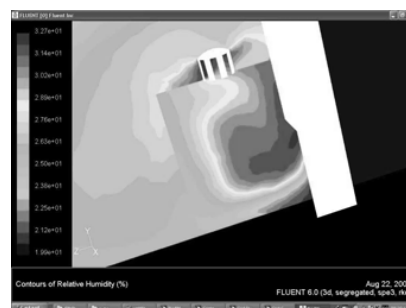 FLUENT [0] Fluent Inc
3.27e+01
3.14e+01
3.02e+01
2.89e+01
2.76e+01
2.63e+01
2.50e+01
2.38e+01
2.25e+01
2.12e+01
1.99e+01
Y
Z X
Contours of Relative Humidity (%)
Aug 22, 200
FLUENT 6.0 (3d, segregated, spe3, rk